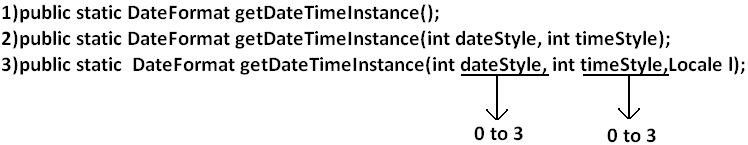 1)public static DateFormat getDateTimeInstance();
2)public static DateFormat getDateTimeInstance(int dateStyle, int timeStyle);
3)public static  DateFormat getDateTimeInstance(int dateStyle, int timeStyle,Locale l);
0 to 3 0 to 3